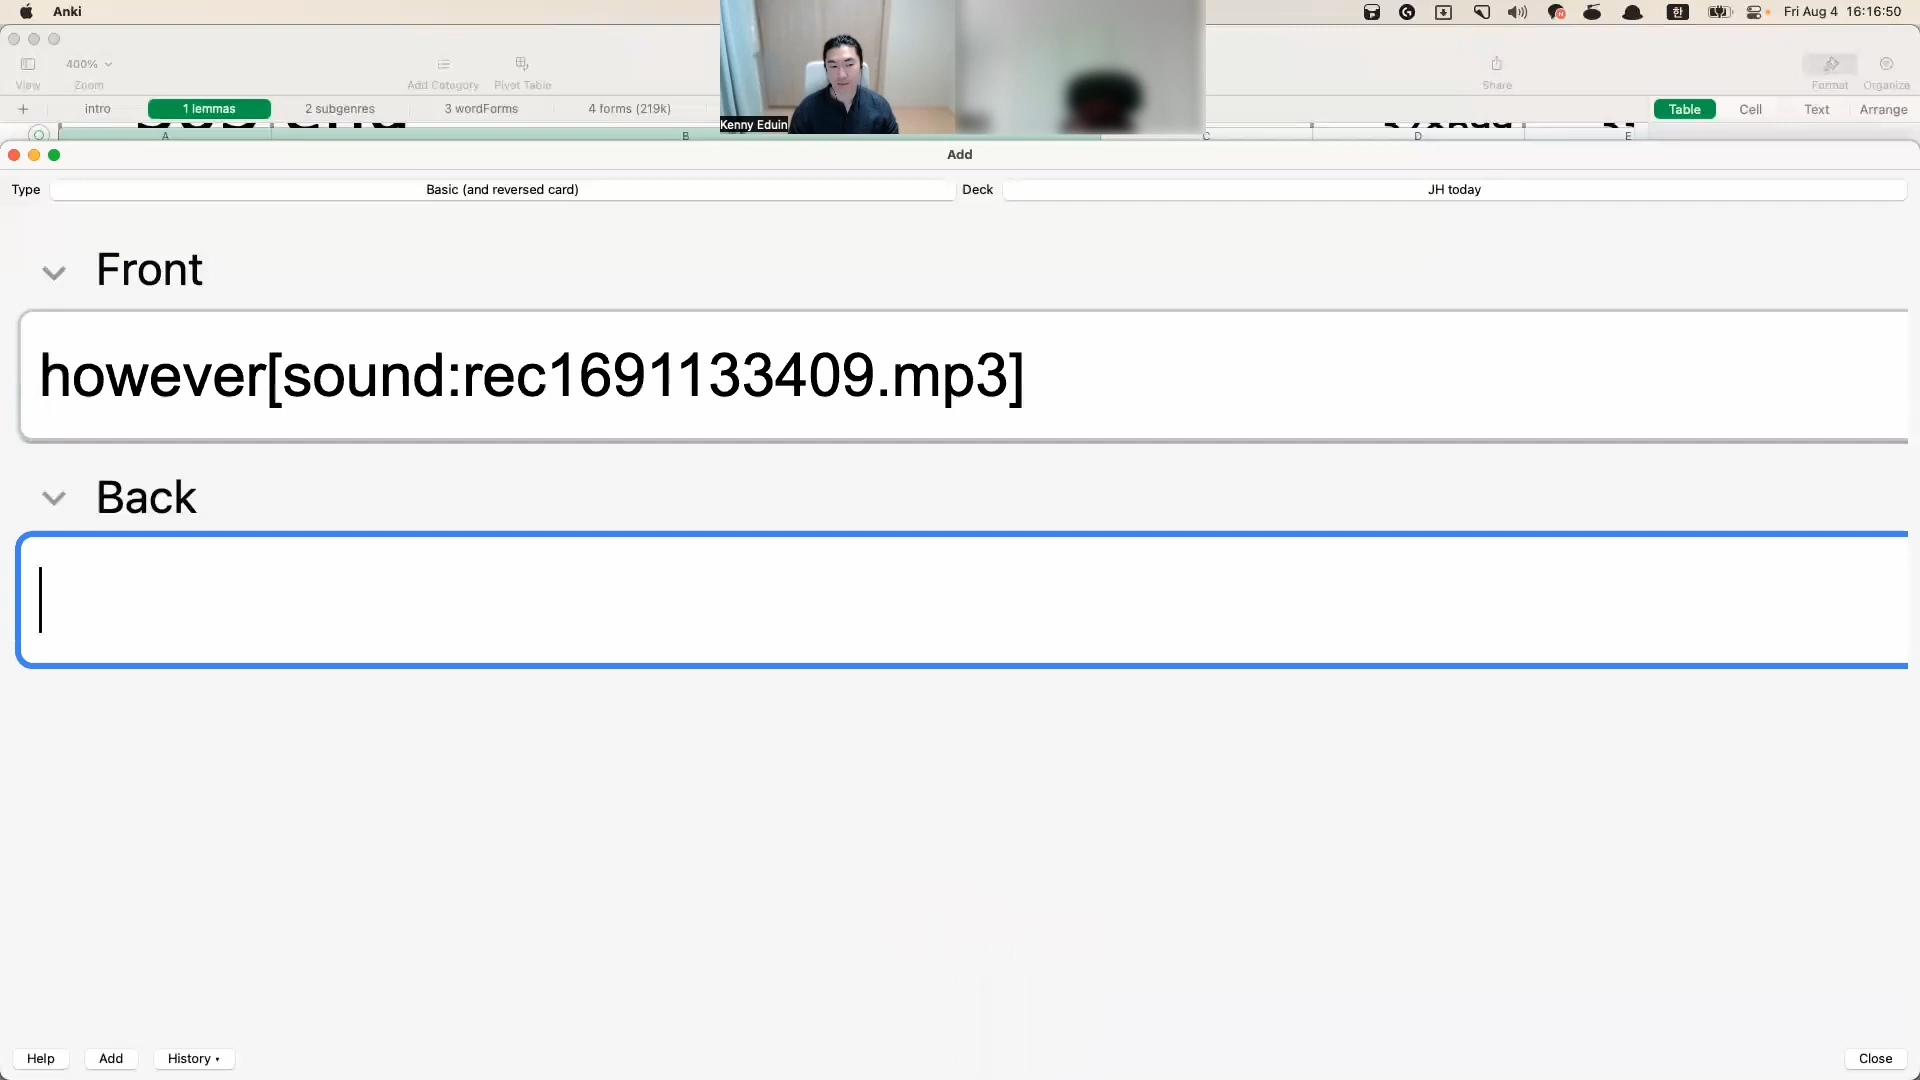 Anki
Fri Aug 4 16:16:50
400%
View
Zoom
Add Category
Pivot Table
Share
Format
Organize
intro
1 lemmas
2 subgenres
3 wordForms
4 forms (219k)
Table
Cell
Text
Arrange
Kenny Eduin
A
B
C
D
E
Add
Type
Basic (and reversed card)
Deck
JH today
Front
however[sound:rec1691133409.mp3]
Back
Help
Add
History
Close